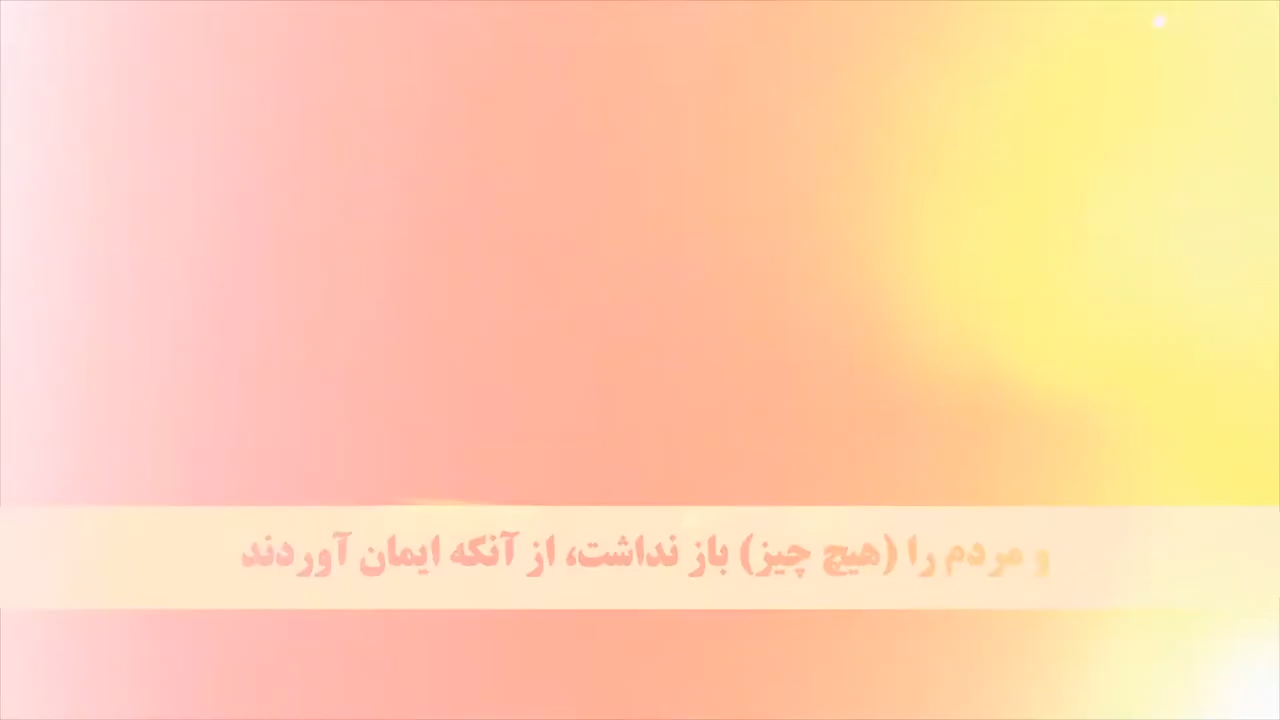 و مردم را (هیچ چیز) باز نداشت، از آنکه ایمان آوردند